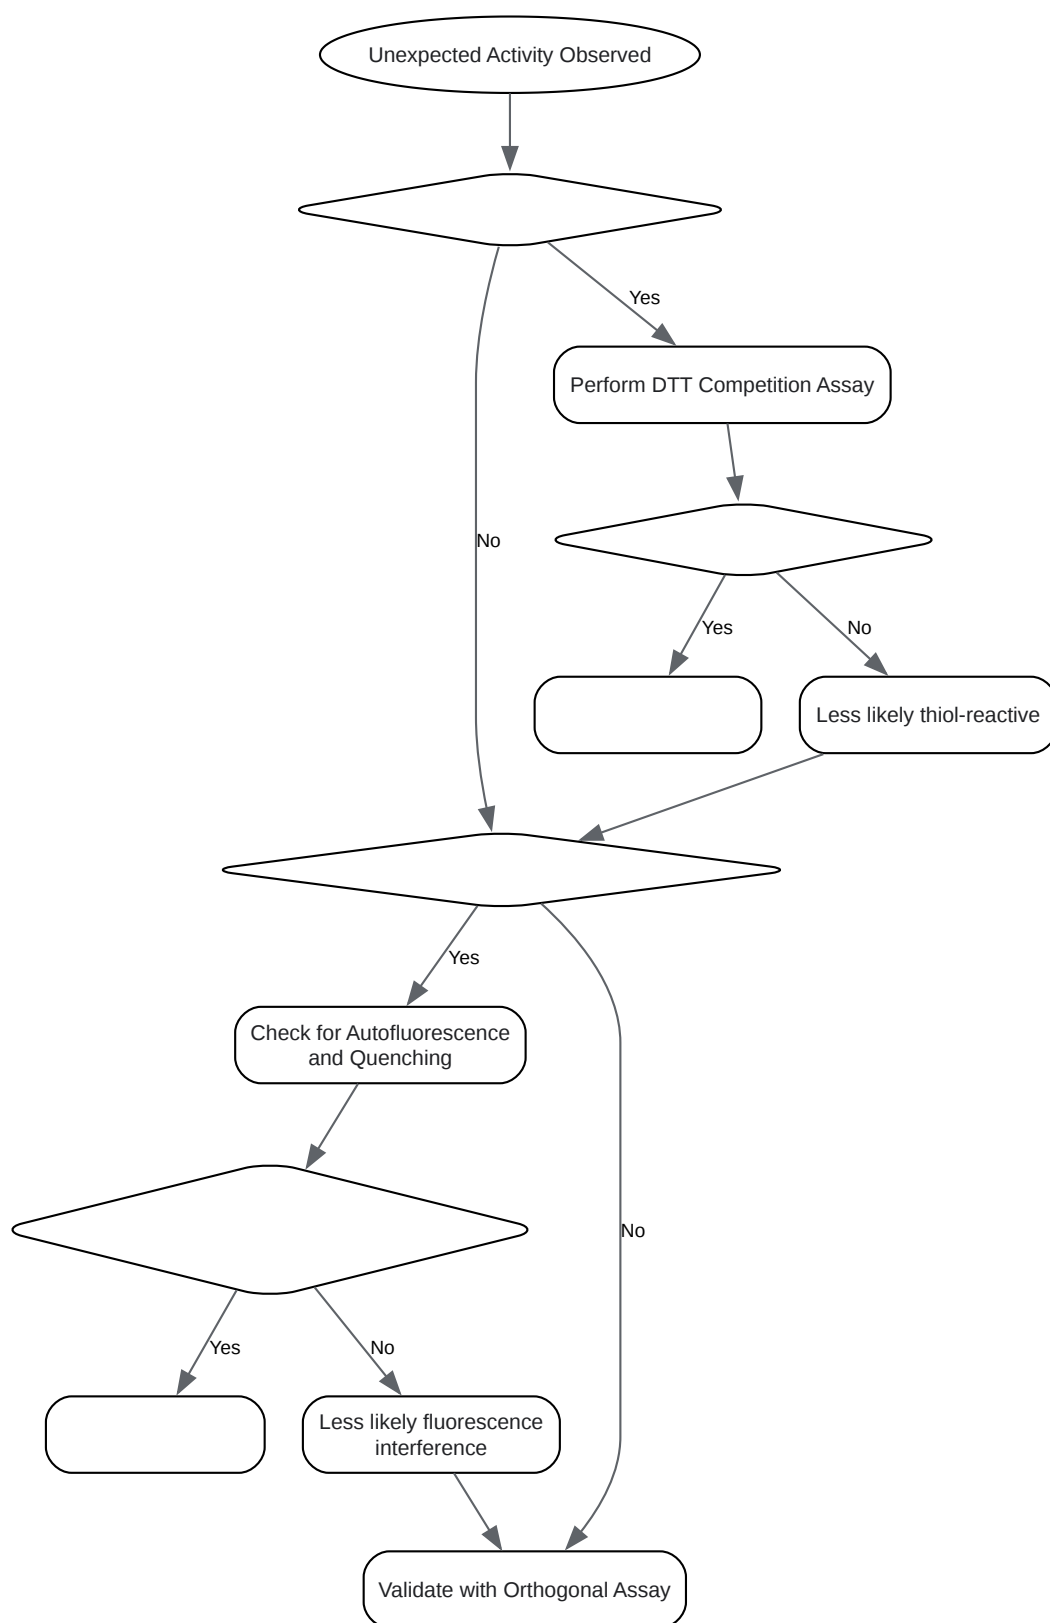 Unexpected Activity Observed
Yes
Perform DTT Competition Assay
No
Yes
No
Less likely thiol-reactive
Yes
Check for Autofluorescence
and Quenching
No
Yes
No
Less likely fluorescence
interference
Validate with Orthogonal Assay